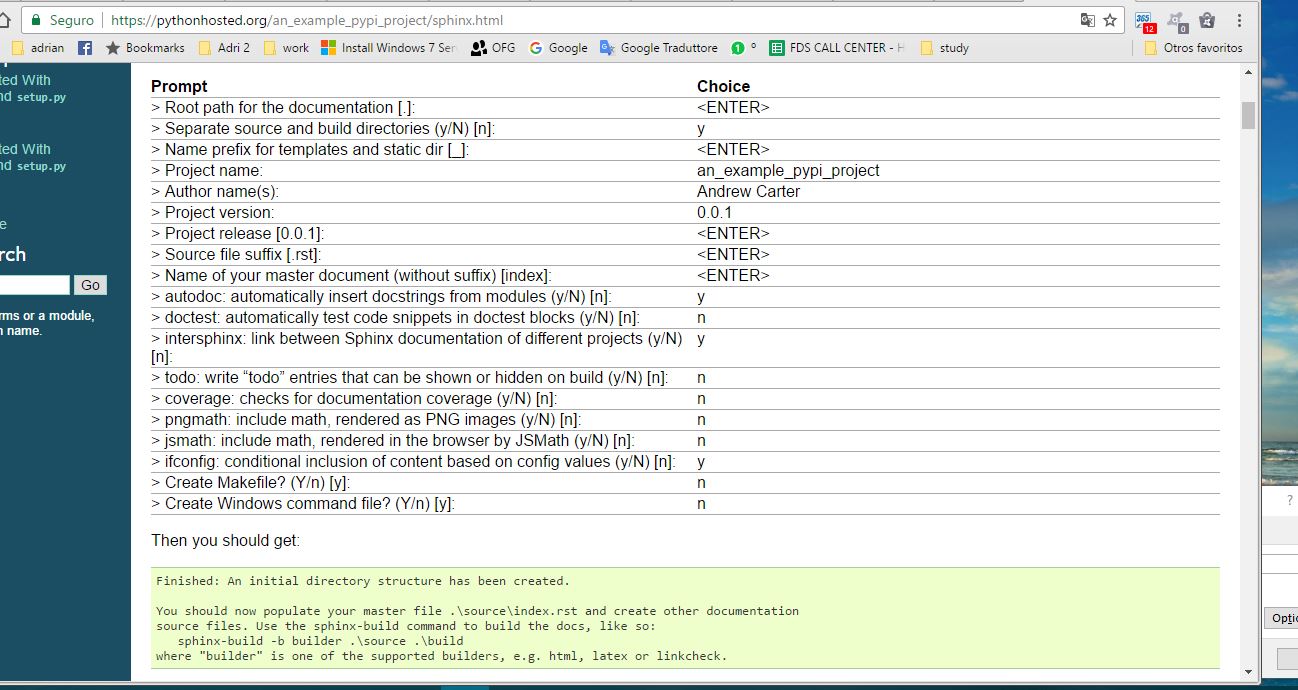 Seguro https://pythonhosted.org/an_example_pypi_project/sphinx.html
365
12
0
adrian Bookmarks Adri 2 work Install Windows 7 Ser OFG Google Google Traduttore FDS CALL CENTER - H study Otros favoritos
ted With
nd setup.py
ted With
nd setup.py
e
rch
Go
rms or a module,
n name.
Prompt Choice
> Root path for the documentation [.]: <ENTER>
> Separate source and build directories (y/N) [n]: y
> Name prefix for templates and static dir [_]: <ENTER>
> Project name: an_example_pypi_project
> Author name(s): Andrew Carter
> Project version: 0.0.1
> Project release [0.0.1]: <ENTER>
> Source file suffix [.rst]: <ENTER>
> Name of your master document (without suffix) [index]: <ENTER>
> autodoc: automatically insert docstrings from modules (y/N) [n]: y
> doctest: automatically test code snippets in doctest blocks (y/N) [n]: n
> intersphinx: link between Sphinx documentation of different projects (y/N) y
[n]:
> todo: write “todo” entries that can be shown or hidden on build (y/N) [n]: n
> coverage: checks for documentation coverage (y/N) [n]: n
> pngmath: include math, rendered as PNG images (y/N) [n]: n
> jsmath: include math, rendered in the browser by JSMath (y/N) [n]: n
> ifconfig: conditional inclusion of content based on config values (y/N) [n]: y
> Create Makefile? (Y/n) [y]: n
> Create Windows command file? (Y/n) [y]: n
Then you should get:
Finished: An initial directory structure has been created.
You should now populate your master file .\source\index.rst and create other documentation
source files. Use the sphinx-build command to build the docs, like so:
sphinx-build -b builder .\source .\build
where "builder" is one of the supported builders, e.g. html, latex or linkcheck.
?
Optio